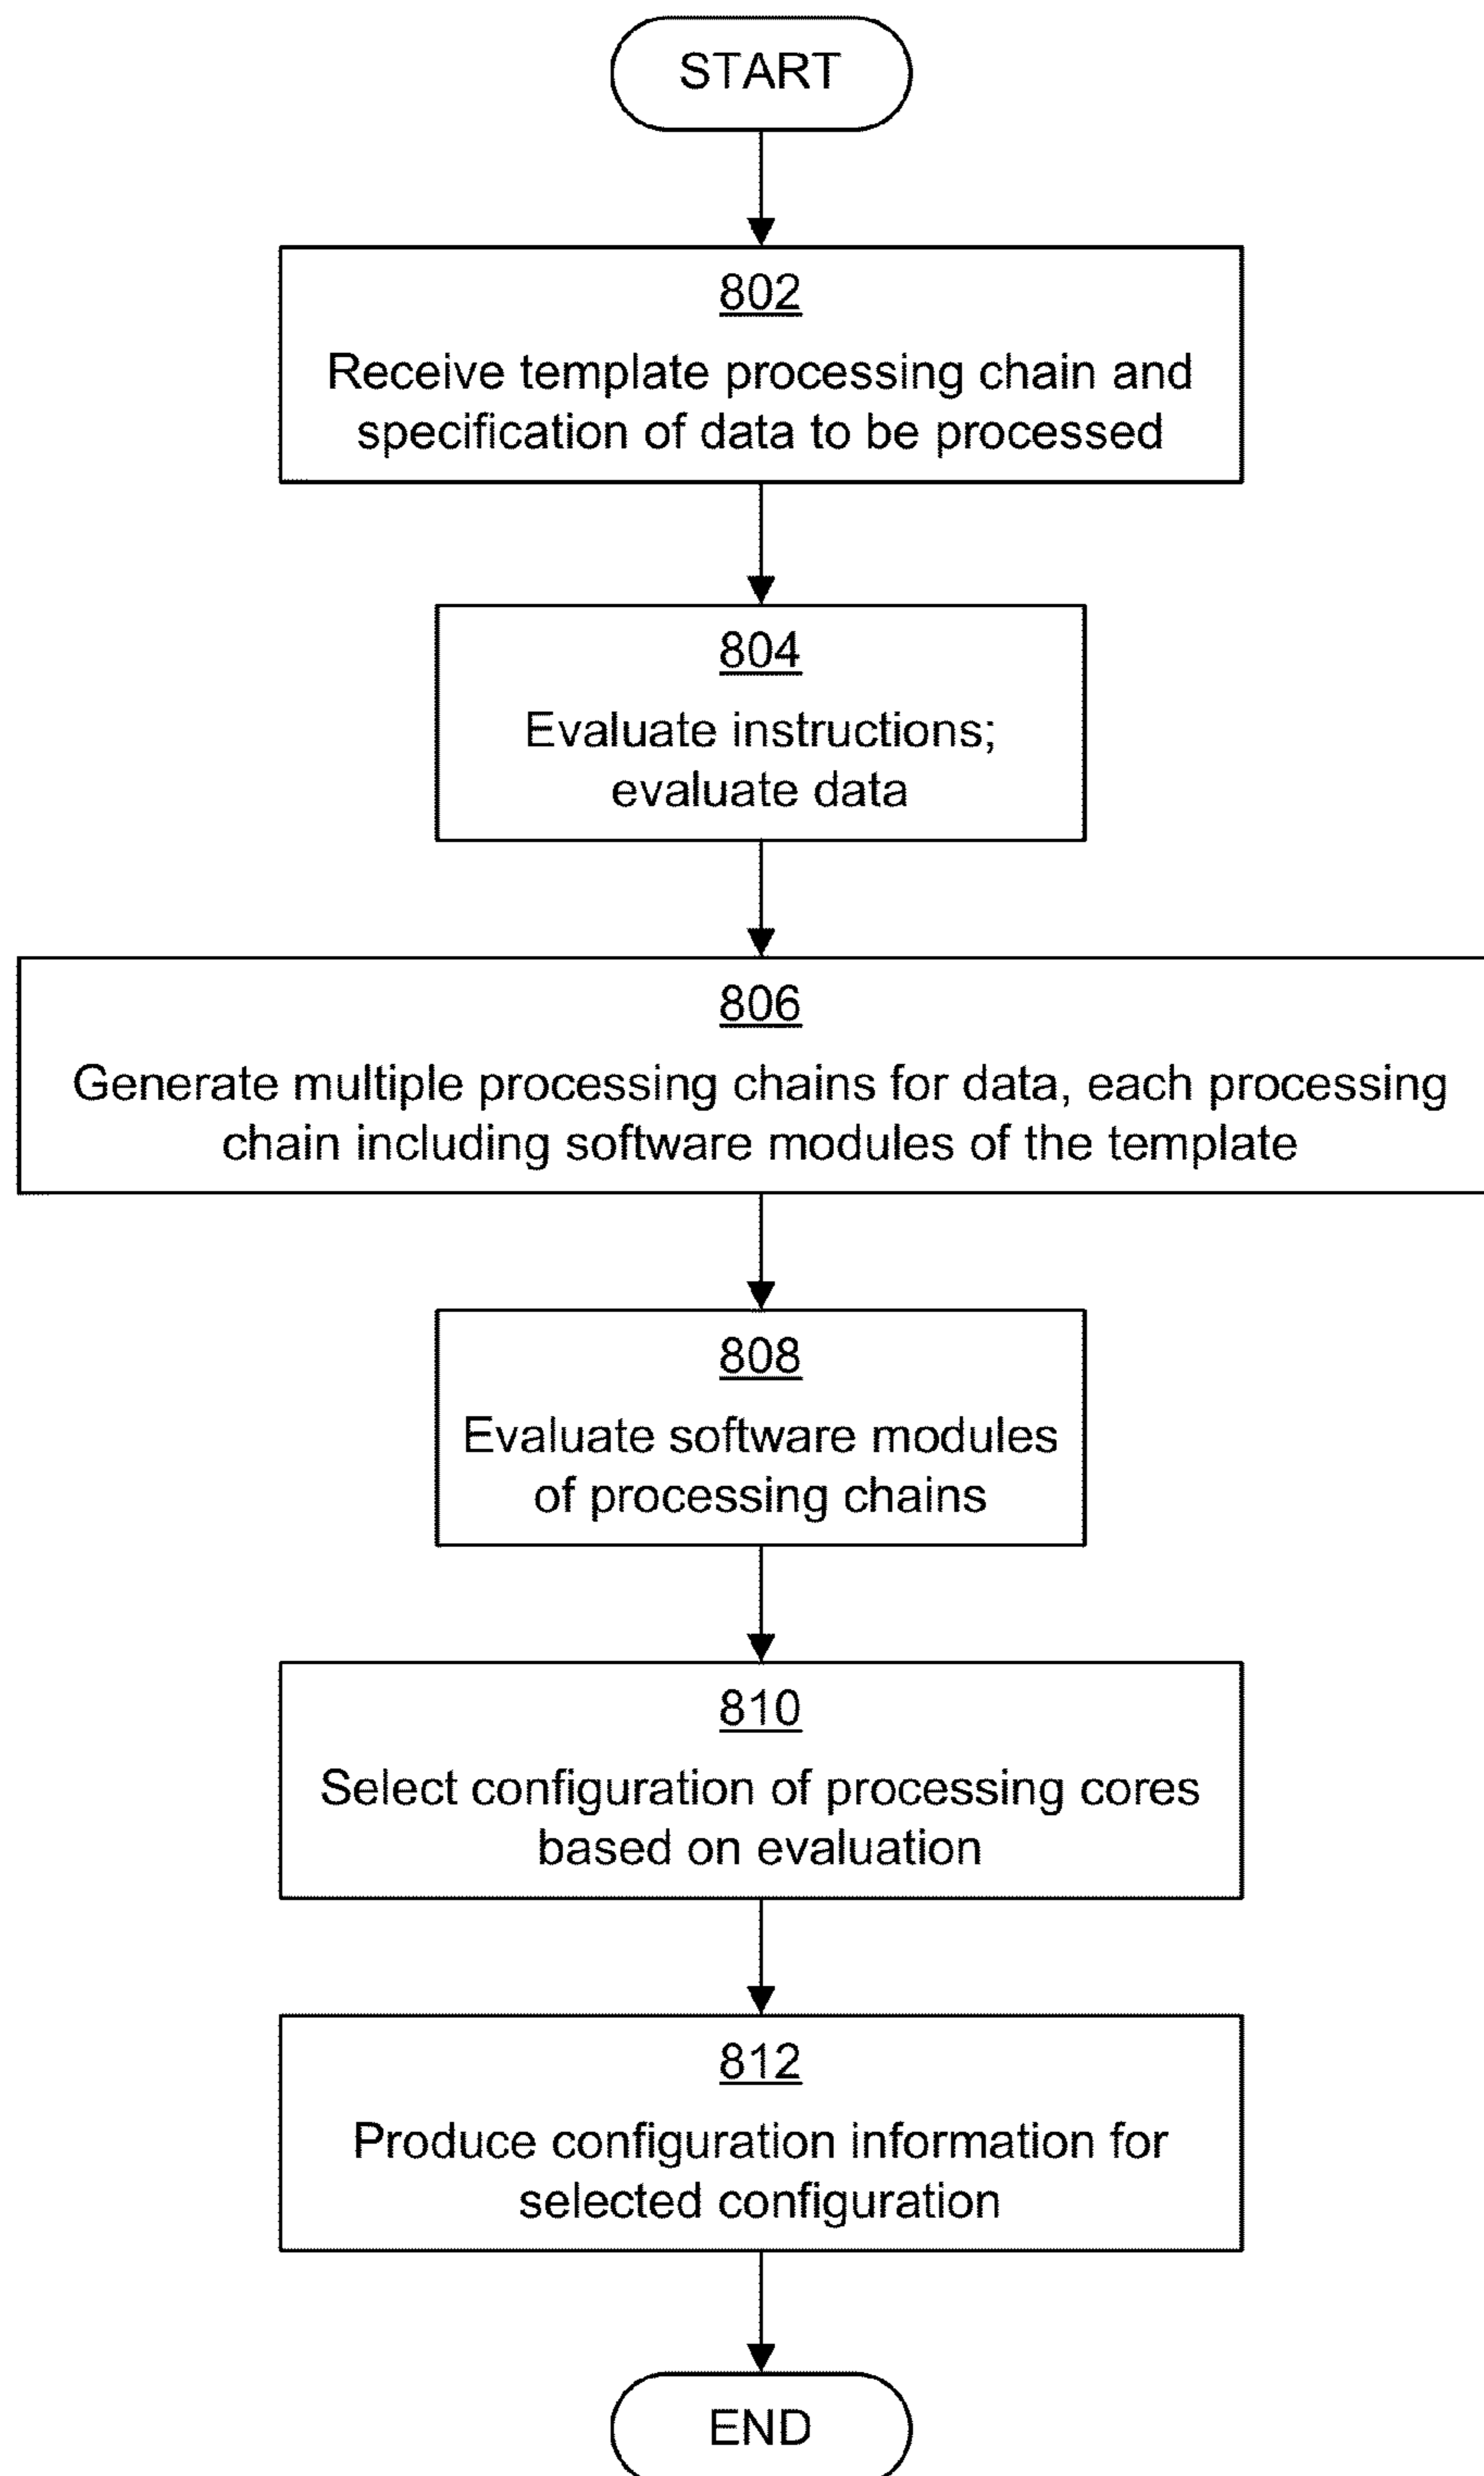 START
802
Receive template processing chain and
specification of data to be processed
804
Evaluate instructions;
evaluate data
806
Generate multiple processing chains for data, each processing
chain including software modules of the template
808
Evaluate software modules
of processing chains
810
Select configuration of processing cores
based on evaluation
812
Produce configuration information for
selected configuration
END